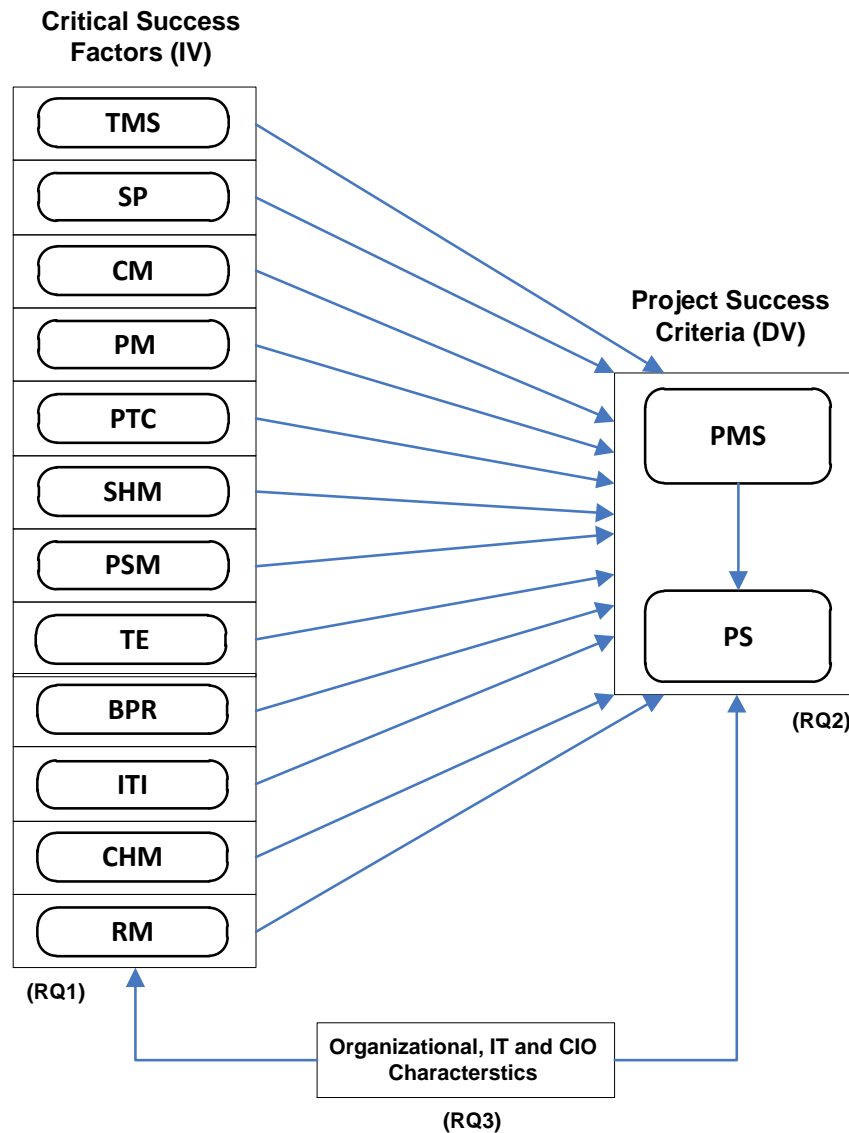 Critical Success
Factors (IV)
TMS
SP
CM
PM
PTC
SHM
PSM
TE
BPR
ITI
CHM
RM
(RQ1)
Project Success
Criteria (DV)
PMS
PS
(RQ2)
Organizational, IT and CIO
Characterstics
(RQ3)